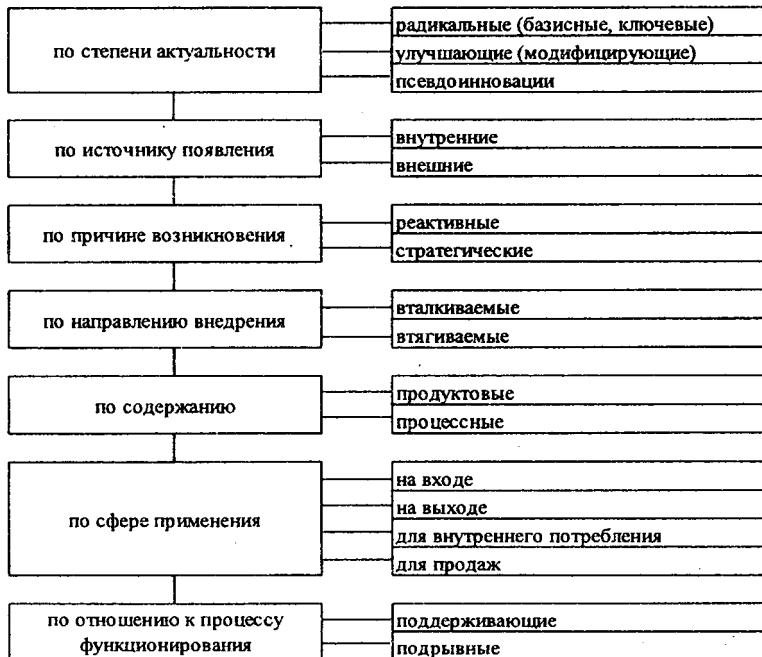 по степени актуальности
радикальные (базисные, ключевые)
улучшающие (модифицирующие)
псевдоинновации
по источнику появления
внутренние
внешние
по причине возникновения
реактивные
стратегические
по направлению внедрения
вталкиваемые
втягиваемые
по содержанию
продуктовые
процессные
по сфере применения
на входе
на выходе
для внутреннего потребления
для продаж
по отношению к процессу
функционирования
поддерживающие
подрывные